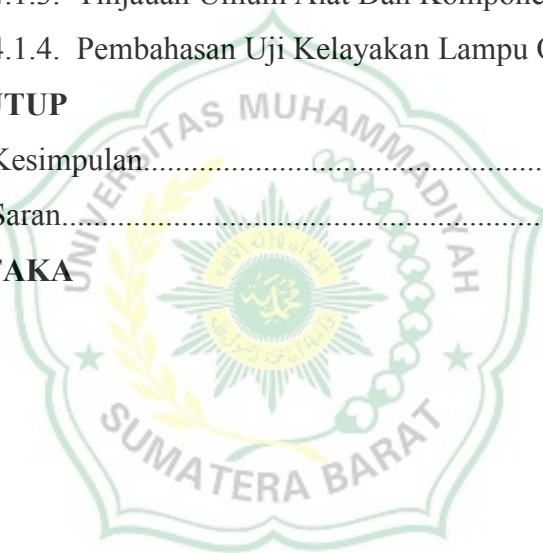 4.1.3. Tinjauan Umum Alat Dan Kompone
4.1.4. Pembahasan Uji Kelayakan Lampu
UTUP
Kesimpulan
Saran
TAKA
UNIVERSITAS MUHAMMADIYAH
SUMATERA BARAT